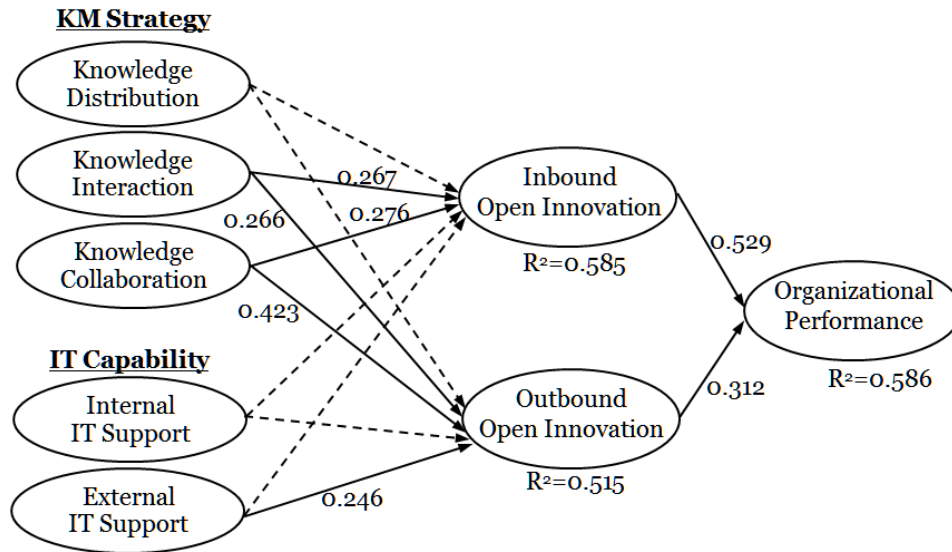 KM Strategy
Knowledge
Distribution
Knowledge
Interaction
Knowledge
Collaboration
0.267
0.276
0.266
0.423
Inbound
Open Innovation
R²=0.585
0.529
Organizational
Performance
R²=0.586
0.312
IT Capability
Internal
IT Support
External
IT Support
0.246
Outbound
Open Innovation
R²=0.515